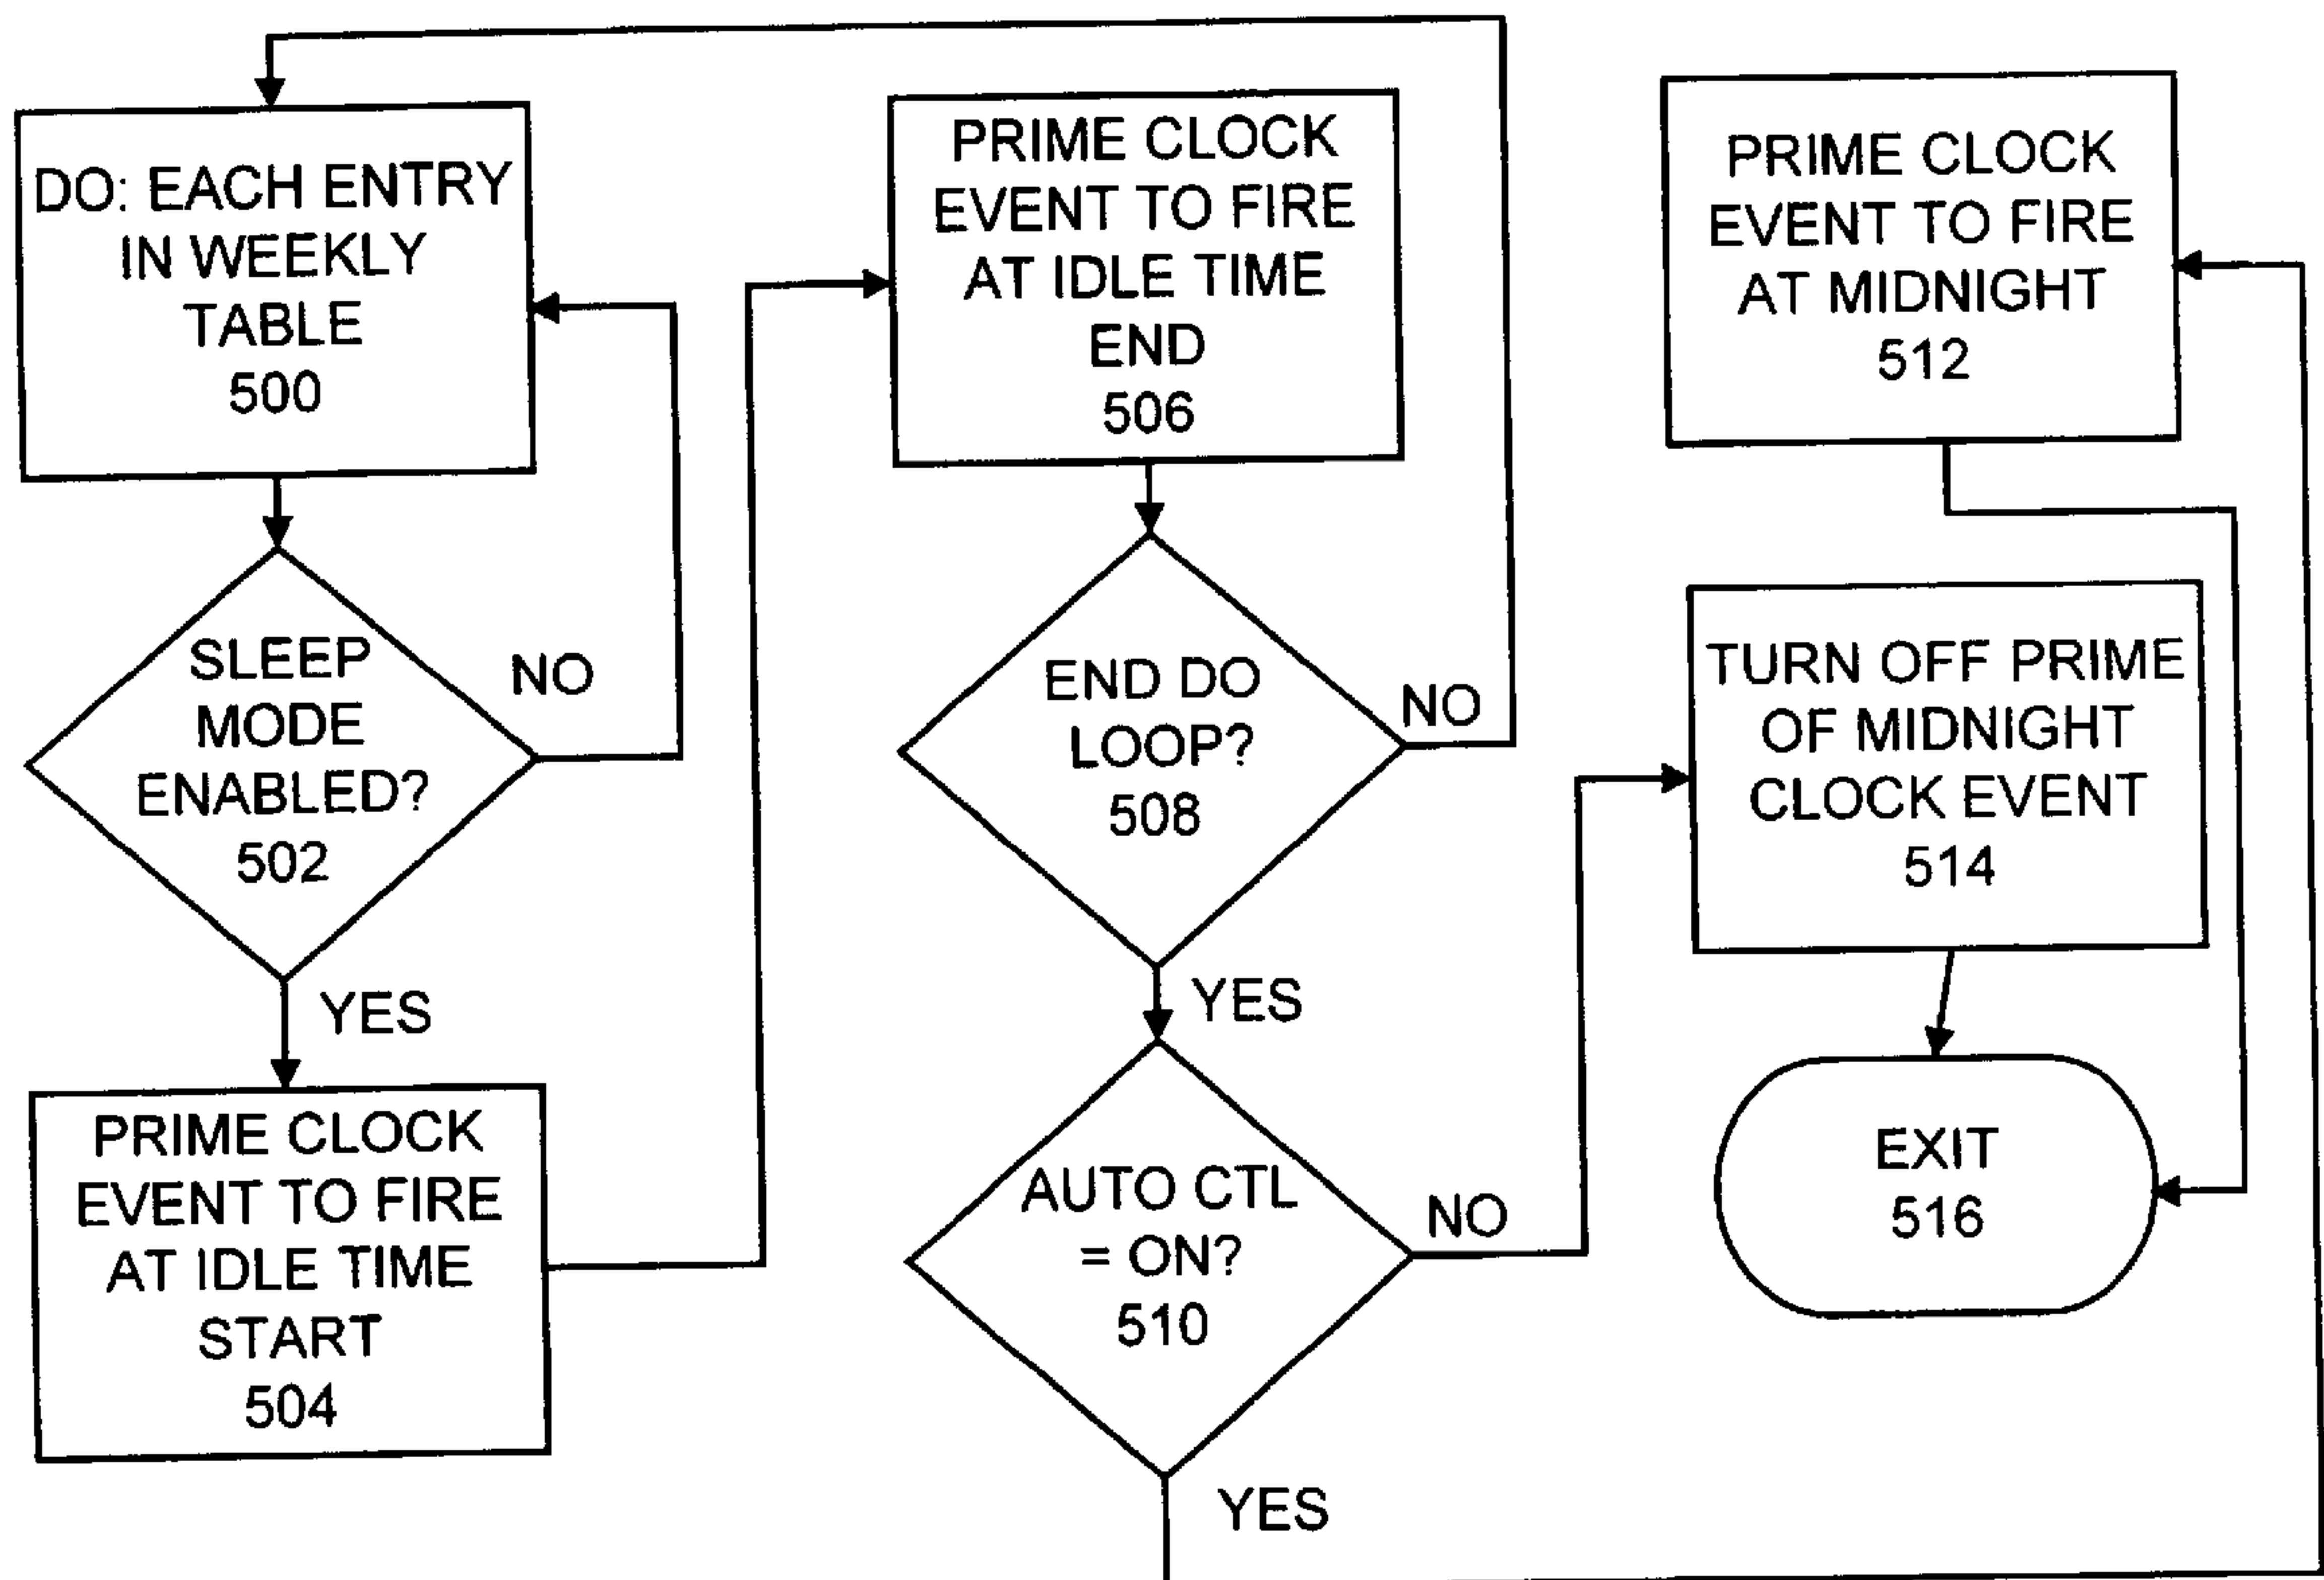 DO: EACH ENTRY
IN WEEKLY
TABLE
500
SLEEP
MODE
ENABLED?
502
NO
YES
PRIME CLOCK
EVENT TO FIRE
AT IDLE TIME
START
504
PRIME CLOCK
EVENT TO FIRE
AT IDLE TIME
END
506
END DO
LOOP?
508
NO
YES
AUTO CTL
= ON?
510
NO
YES
PRIME CLOCK
EVENT TO FIRE
AT MIDNIGHT
512
TURN OFF PRIME
OF MIDNIGHT
CLOCK EVENT
514
EXIT
516